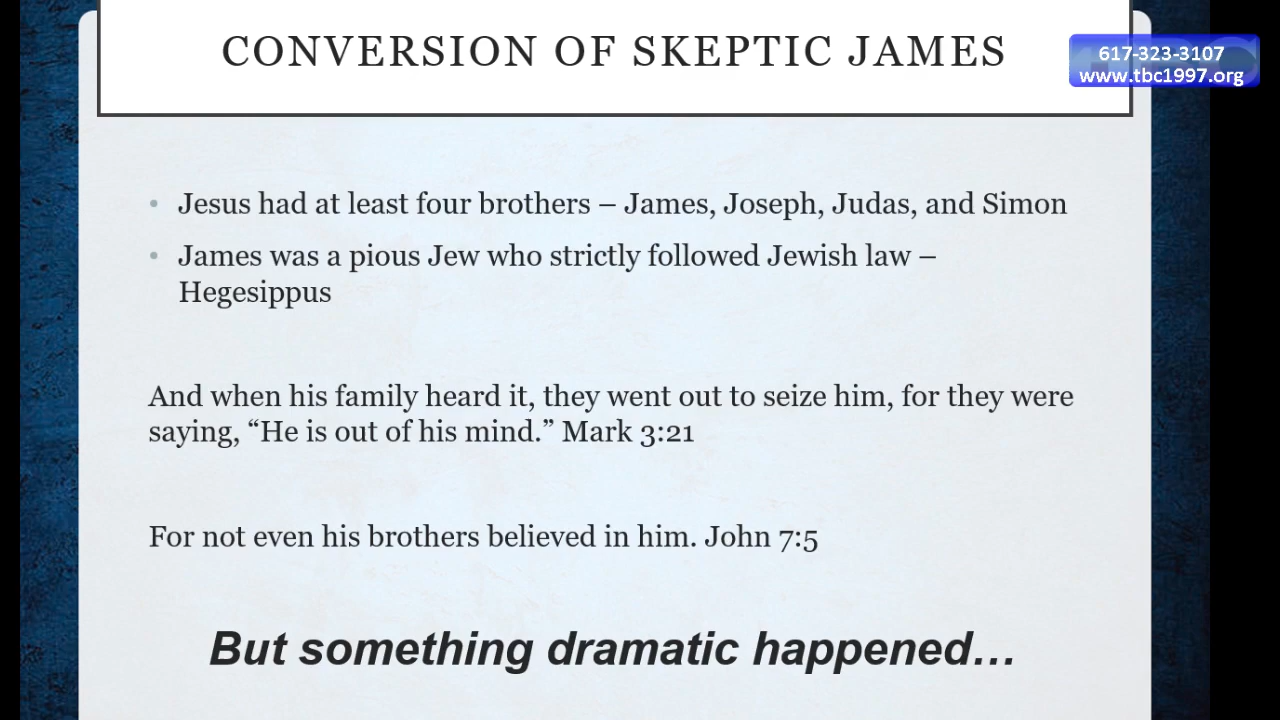 CONVERSION OF SKEPTIC JAMES
617-323-3107
www.tbc1997.org
• Jesus had at least four brothers – James, Joseph, Judas, and Simon
• James was a pious Jew who strictly followed Jewish law –
Hegesippus
And when his family heard it, they went out to seize him, for they were
saying, “He is out of his mind.” Mark 3:21
For not even his brothers believed in him. John 7:5
But something dramatic happened…